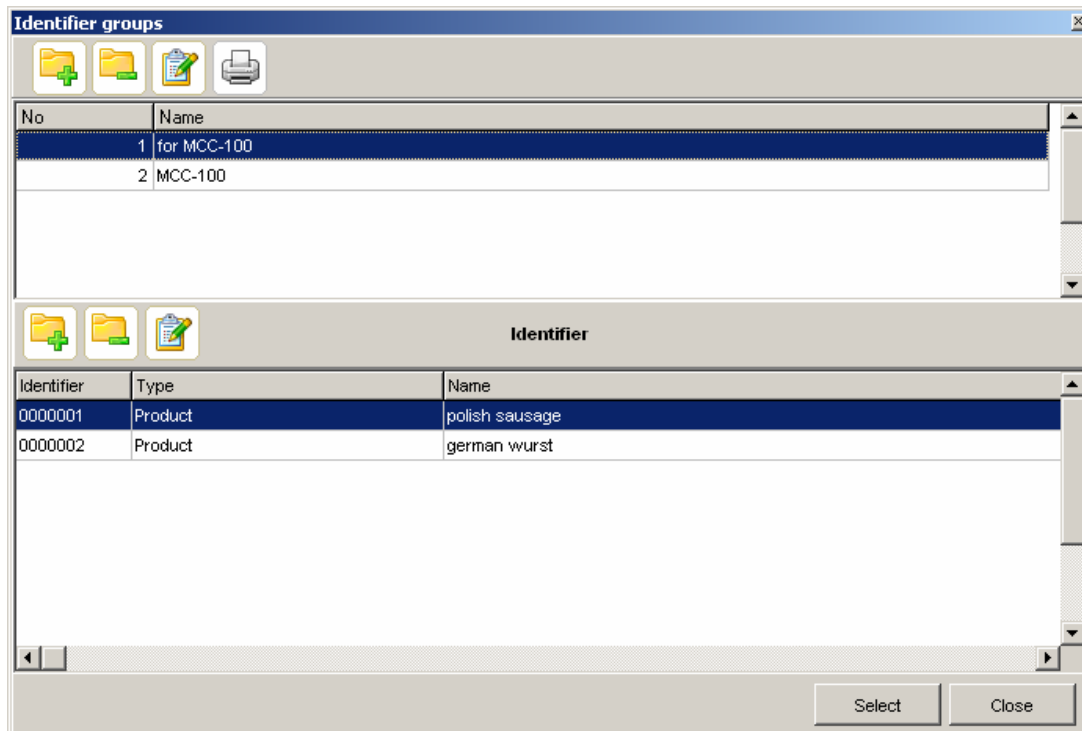 Identifier groups
No Name
1 for MCC-100
2 MCC-100
Identifier
Identifier Type Name
0000001 Product polish sausage
0000002 Product german wurst
Select Close